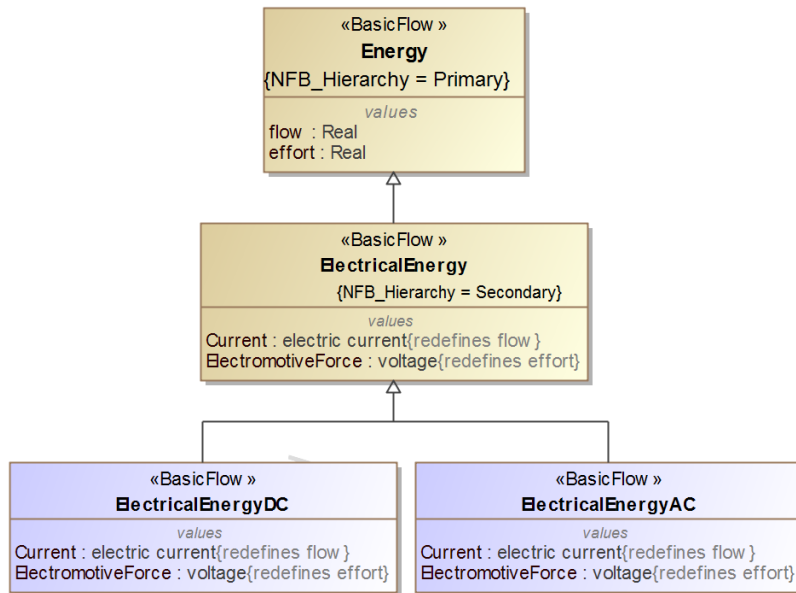 «BasicFlow »
Energy
{NFB_Hierarchy = Primary}
values
flow : Real
effort : Real
«BasicFlow »
ElectricalEnergy
{NFB_Hierarchy = Secondary}
values
Current : electric current{redefines flow }
ElectromotiveForce : voltage{redefines effort}
«BasicFlow »
ElectricalEnergyDC
values
Current : electric current{redefines flow }
ElectromotiveForce : voltage{redefines effort}
«BasicFlow »
ElectricalEnergyAC
values
Current : electric current{redefines flow }
ElectromotiveForce : voltage{redefines effort}